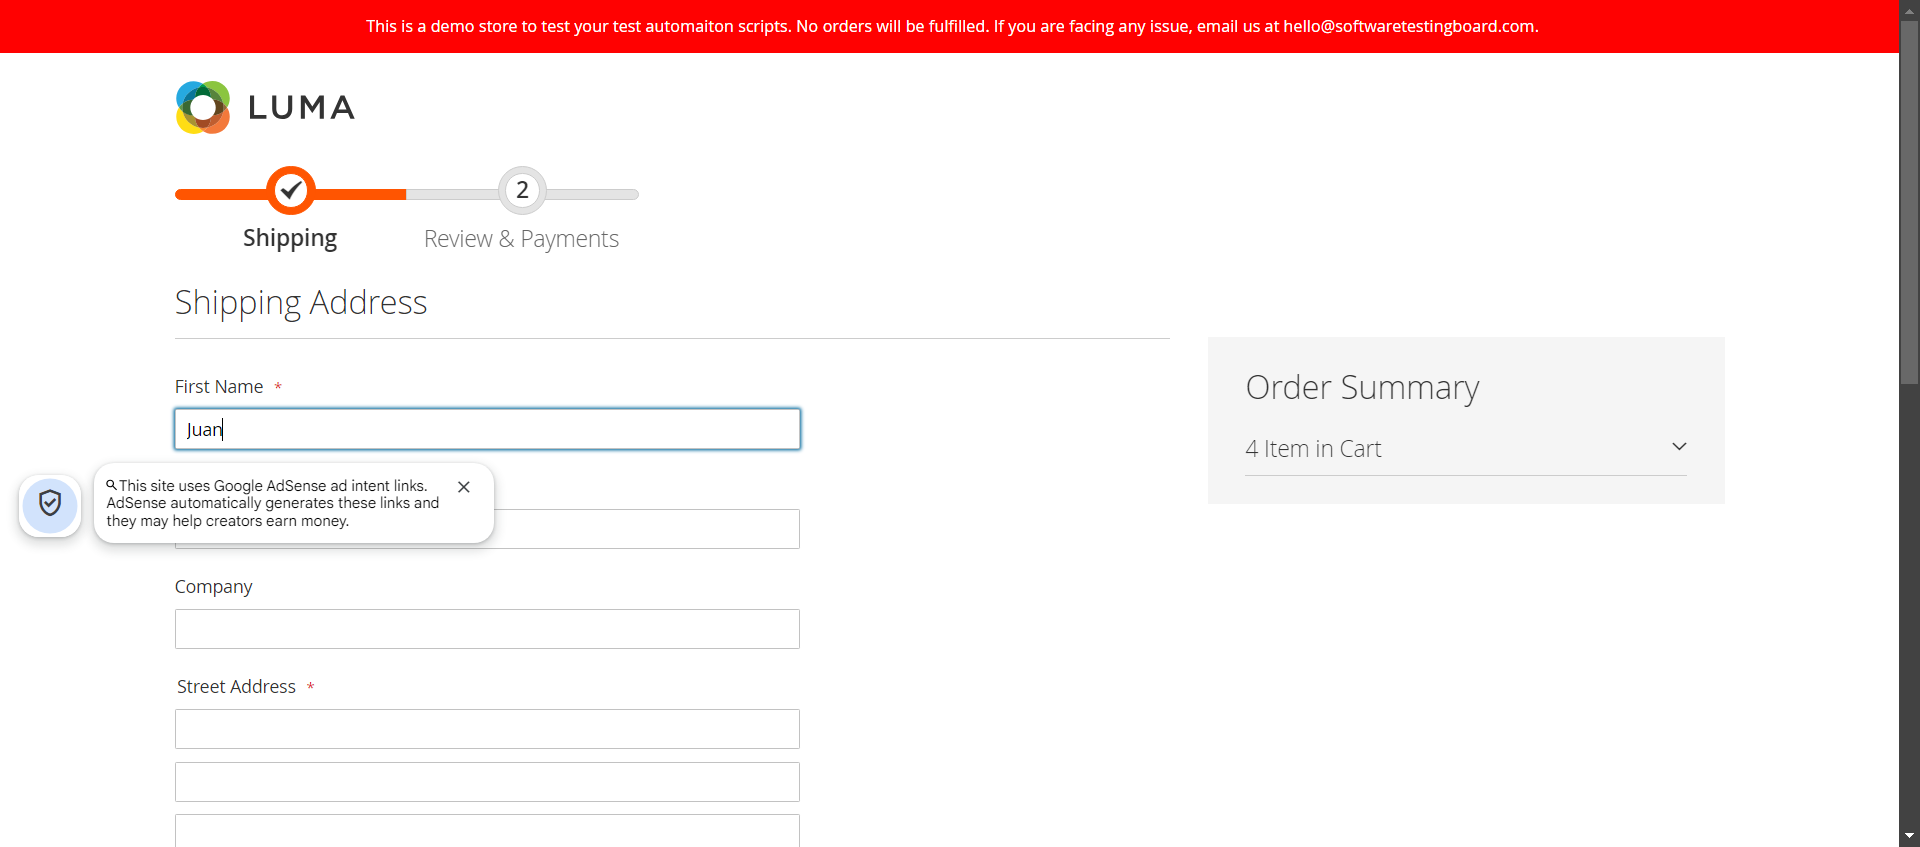 This is a demo store to test your test automaiton scripts. No orders will be fulfilled. If you are facing any issue, email us at hello@softwaretestingboard.com.
LUMA
2
Shipping
Review & Payments
Shipping Address
First Name *
Juan
This site uses Google AdSense ad intent links.
AdSense automatically generates these links and
they may help creators earn money.
Company
Street Address *
Order Summary
4 Item in Cart